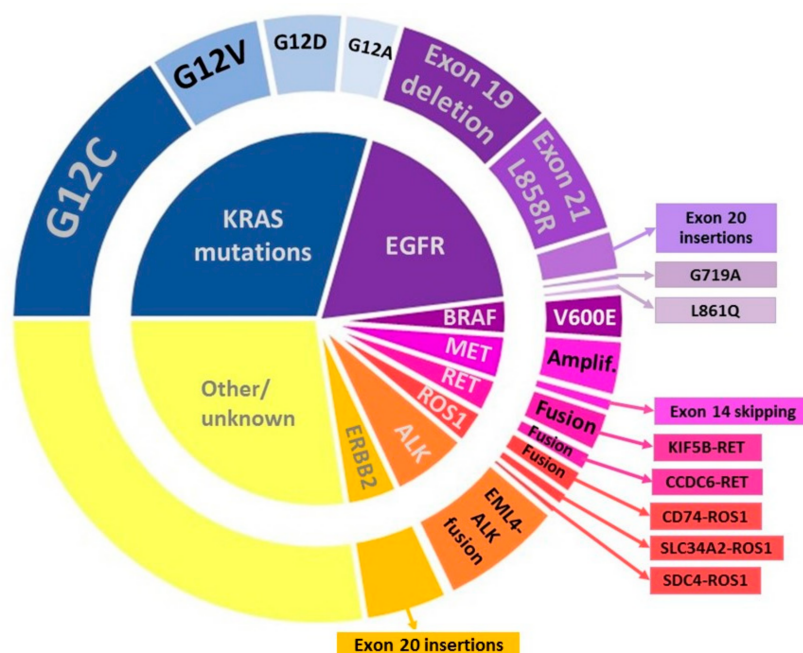 G12C
G12V
G12D
G12A
Exon 19
deletion
Exon 21
L858R
Exon 20
insertions
G719A
L861Q
KRAS
mutations
EGFR
BRAF
V600E
MET
Amplif.
RET
Exon 14 skipping
Fusion
KIF5B-RET
Fusion
CCDC6-RET
ROS1
Fusion
CD74-ROS1
SLC34A2-ROS1
SDC4-ROS1
ALK
EML4-
ALK
fusion
ERBB2
Exon 20 insertions
Other/
unknown